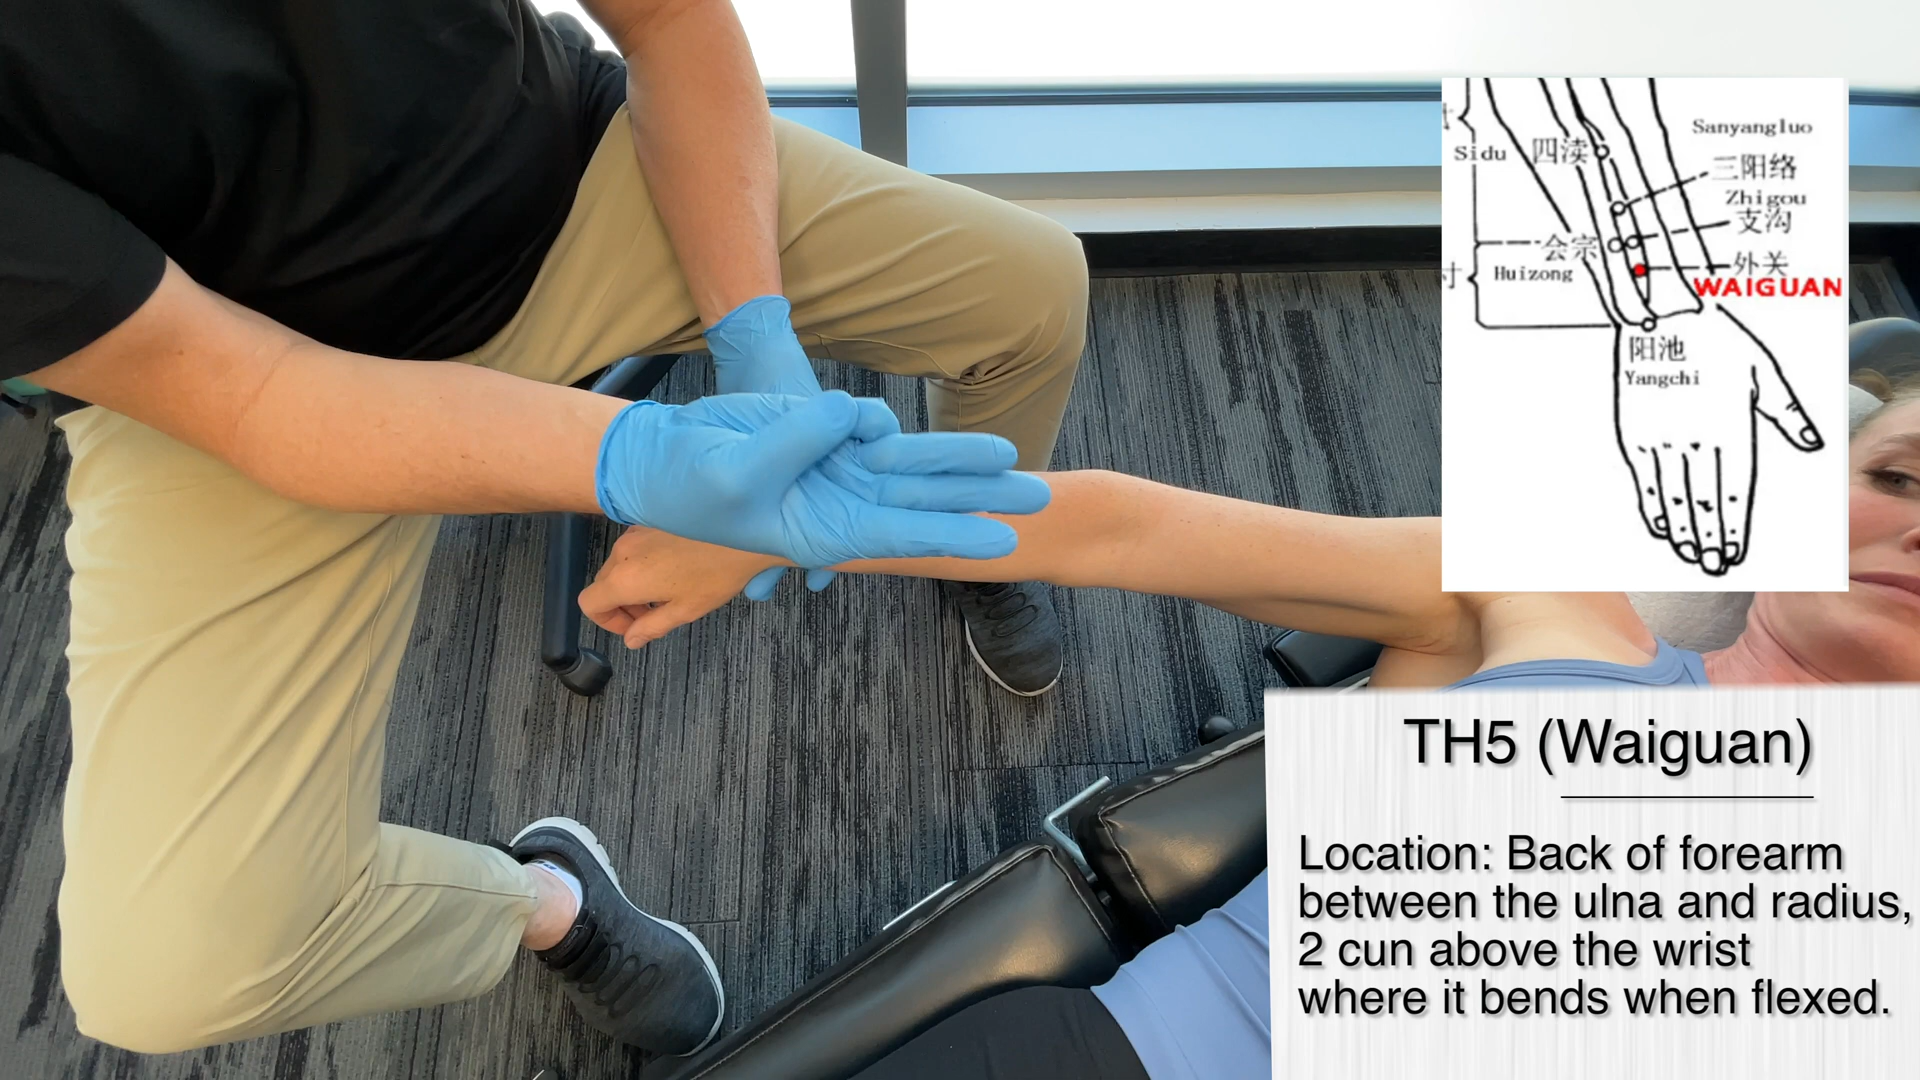 Sanyangluo
Sidu 四渎
三阳络
Zhigou
支沟
会宗
外关
Huizong
寸
WAIGUAN
阳池
Yangchi
TH5 (Waiguan)
Location: Back of forearm
between the ulna and radius,
2 cun above the wrist
where it bends when flexed.